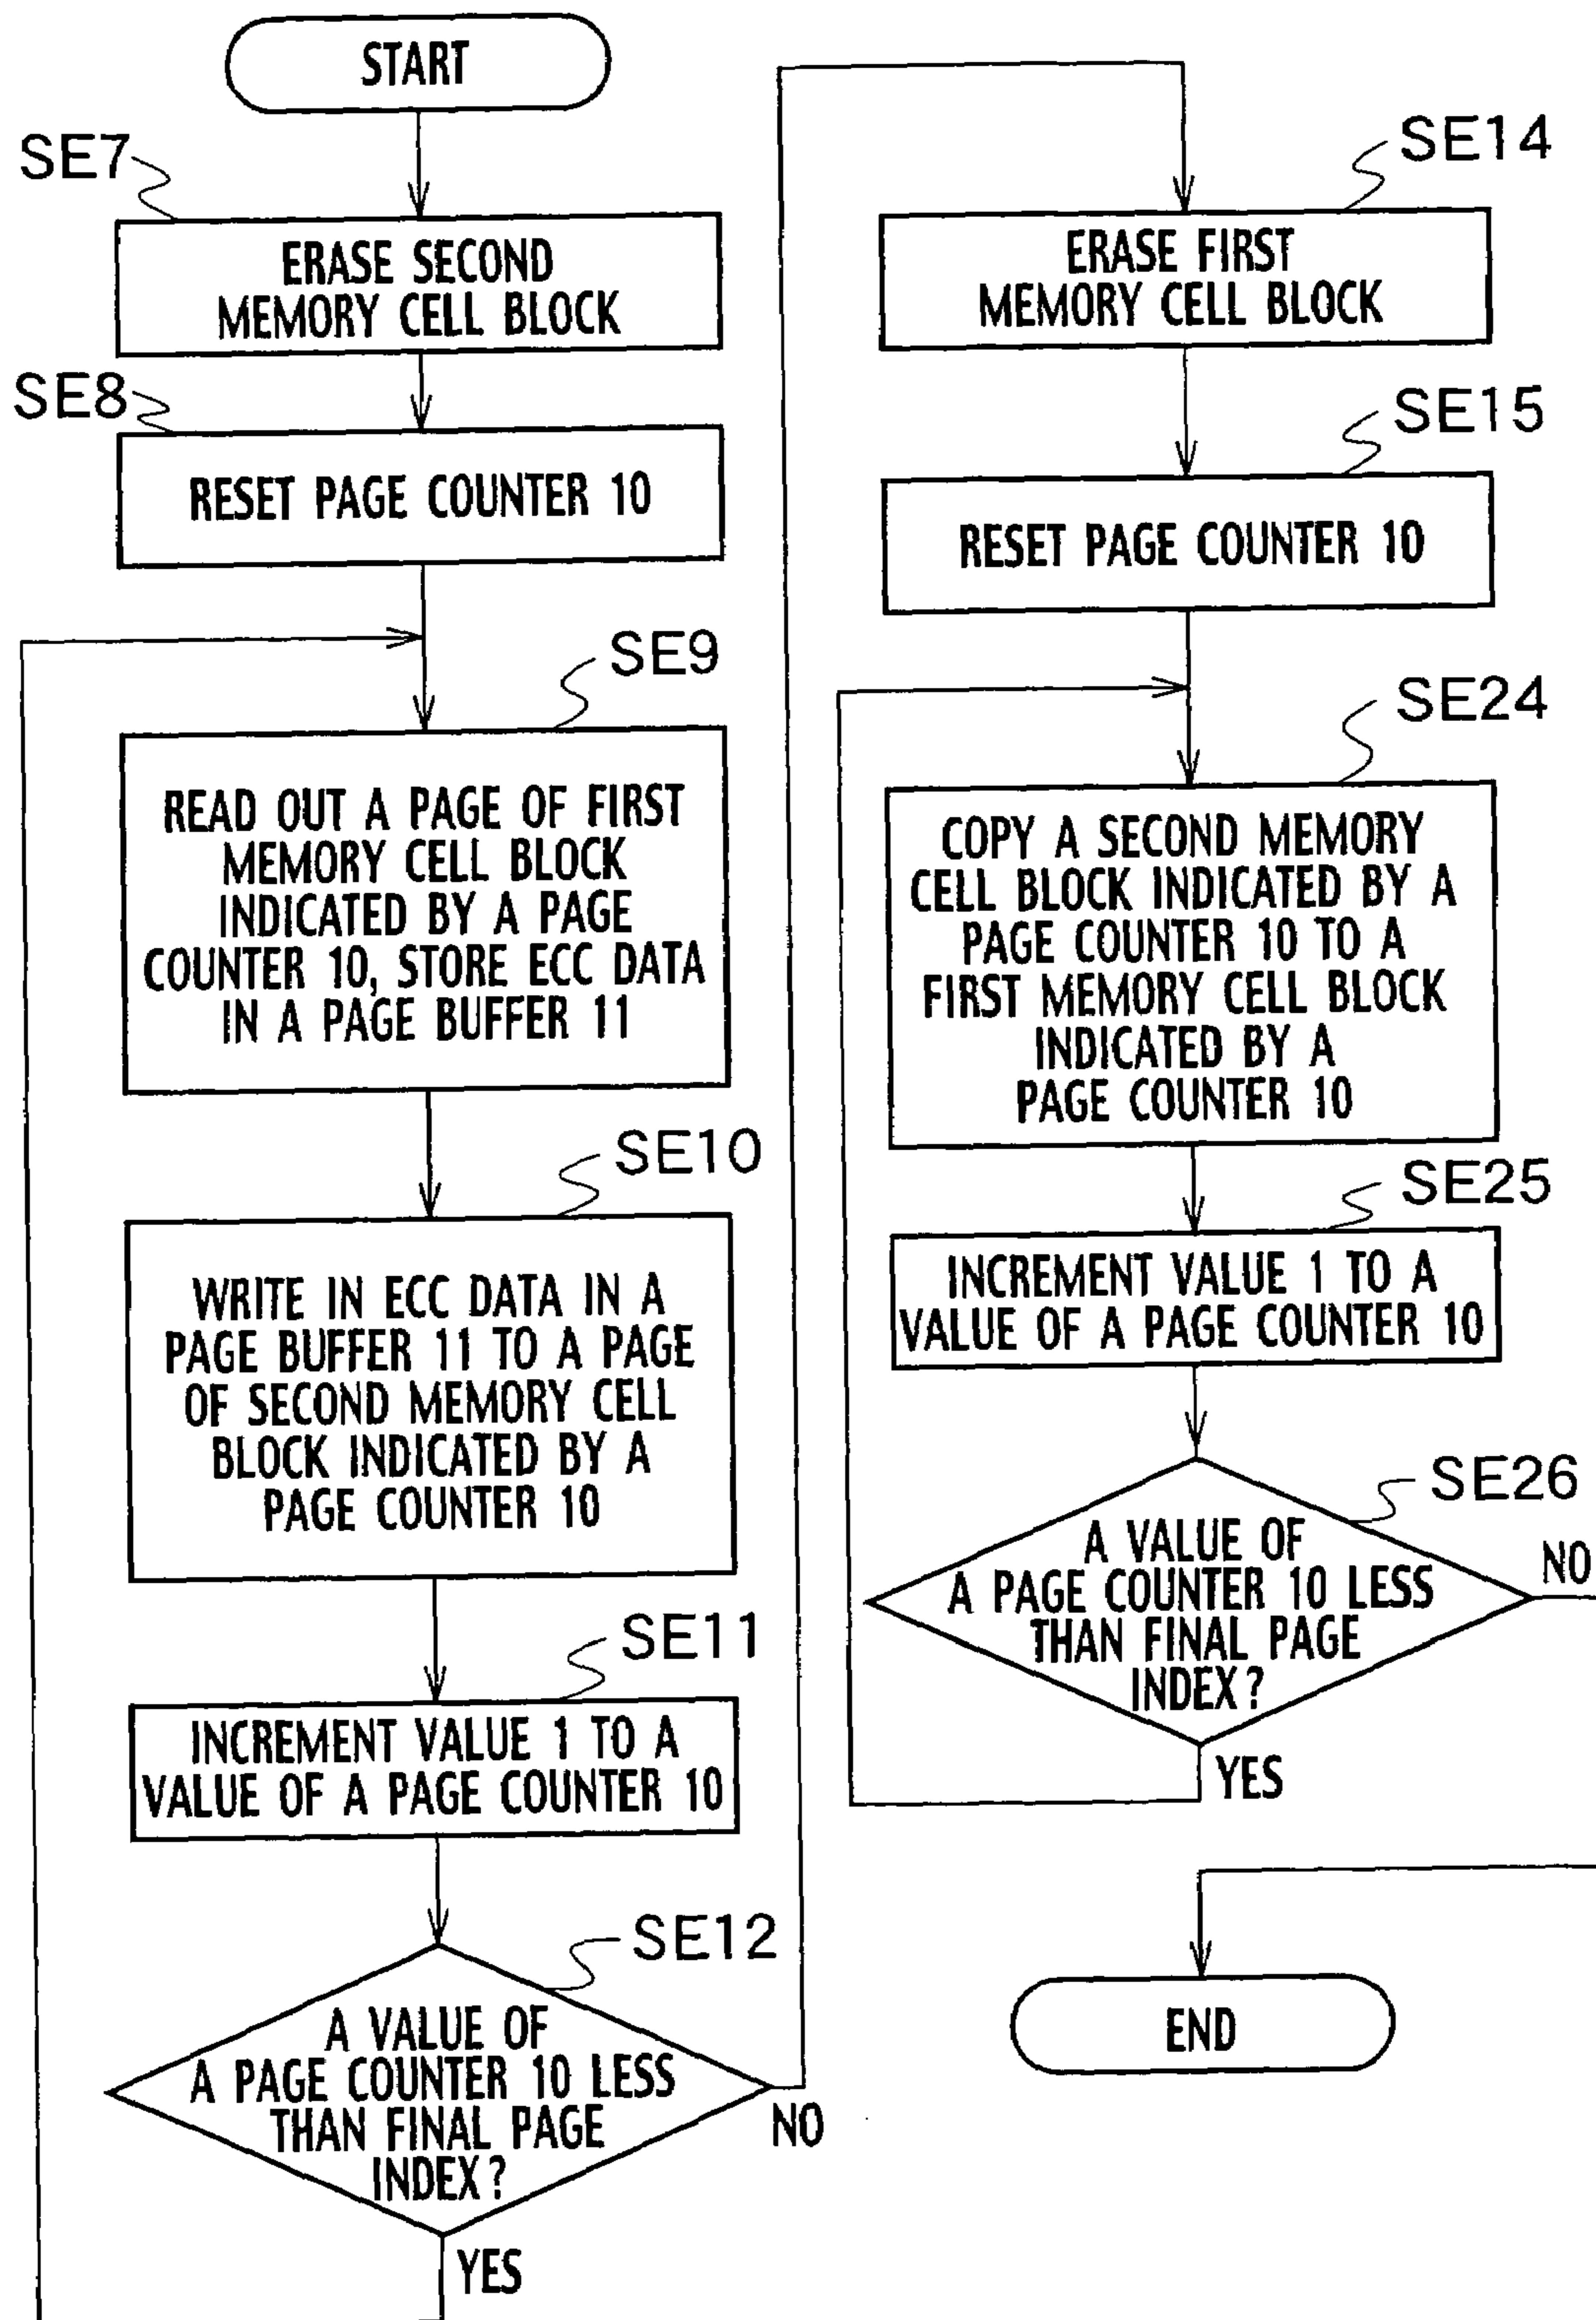 START
SE7
ERASE SECOND
MEMORY CELL BLOCK
SE8
RESET PAGE COUNTER 10
SE9
READ OUT A PAGE OF FIRST
MEMORY CELL BLOCK
INDICATED BY A PAGE
COUNTER 10, STORE ECC DATA
IN A PAGE BUFFER 11
SE10
WRITE IN ECC DATA IN A
PAGE BUFFER 11 TO A PAGE
OF SECOND MEMORY CELL
BLOCK INDICATED BY A
PAGE COUNTER 10
SE11
INCREMENT VALUE 1 TO A
VALUE OF A PAGE COUNTER 10
SE12
A VALUE OF
A PAGE COUNTER 10 LESS
THAN FINAL PAGE
INDEX?
NO
YES
SE14
ERASE FIRST
MEMORY CELL BLOCK
SE15
RESET PAGE COUNTER 10
SE24
COPY A SECOND MEMORY
CELL BLOCK INDICATED BY A
PAGE COUNTER 10 TO A
FIRST MEMORY CELL BLOCK
INDICATED BY A
PAGE COUNTER 10
SE25
INCREMENT VALUE 1 TO A
VALUE OF A PAGE COUNTER 10
SE26
A VALUE OF
A PAGE COUNTER 10 LESS
THAN FINAL PAGE
INDEX?
NO
YES
END